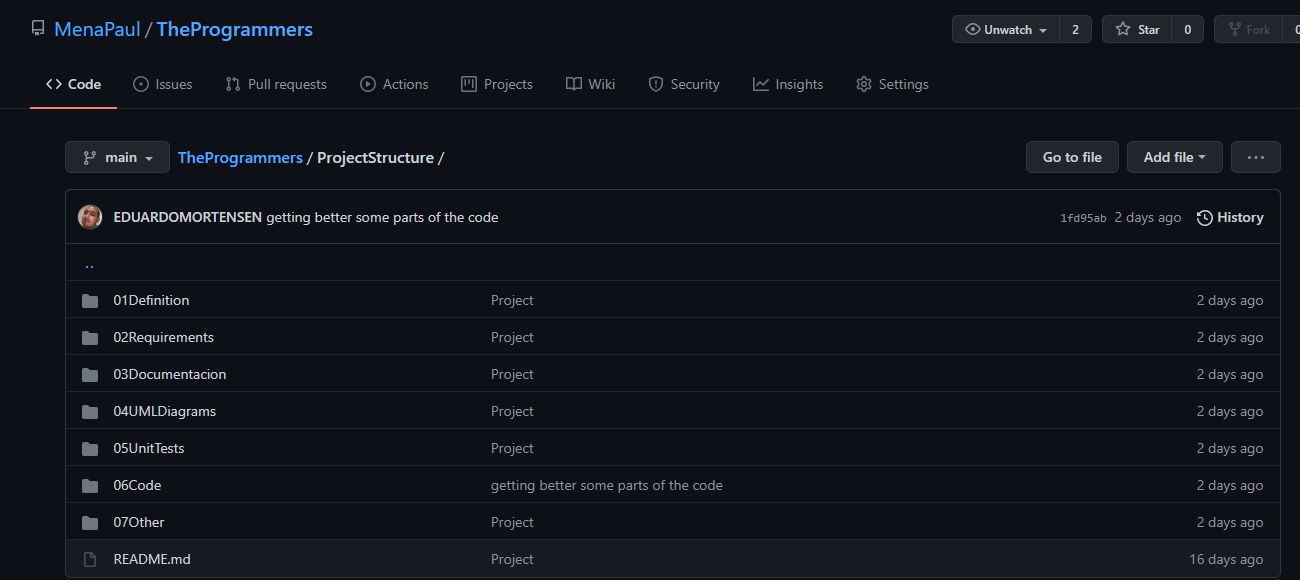 MenaPaul / TheProgrammers Unwatch 2 Star 0 Fork
Code Issues Pull requests Actions Projects Wiki Security Insights Settings
main TheProgrammers / ProjectStructure / Go to file Add file ...
EDUARDOMORTENSEN getting better some parts of the code 1fd95ab 2 days ago History
..
01Definition Project 2 days ago
02Requirements Project 2 days ago
03Documentacion Project 2 days ago
04UMLDiagrams Project 2 days ago
05UnitTests Project 2 days ago
06Code getting better some parts of the code 2 days ago
07Other Project 2 days ago
README.md Project 16 days ago